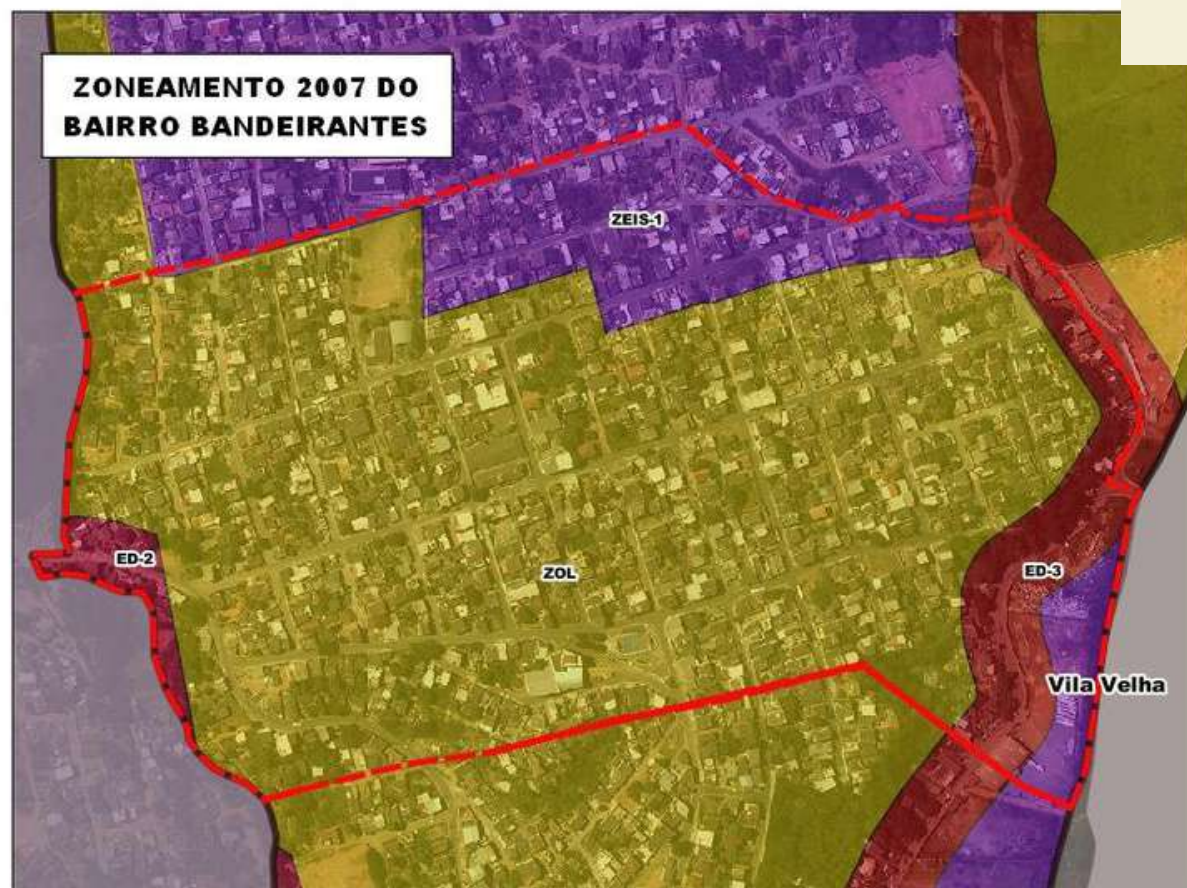 ZONEAMENTO 2007 DO
BAIRRO BANDEIRANTES
ZEIS-1
ED-2
ZOL
ED-3
Vila Velha